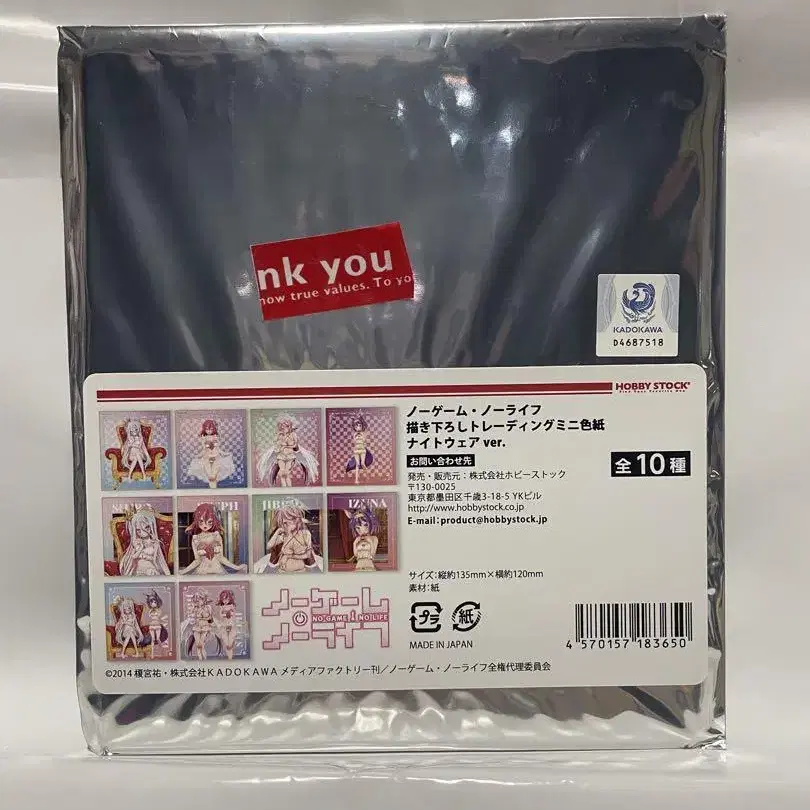 nk you
now true values. To yo
KADOKAWA
D4687518
HOBBY STOCK
ノーゲーム・ノーライフ
描き下ろしトレーディングミニ色紙
ナイトウェア ver.
お問い合わせ先
全10種
発売・販売元：株式会社ホビーストック
〒130-0025
東京都墨田区千歳3-18-5 YKビル
http://www.hobbystock.co.jp
E-mail：product@hobbystock.jp
IZUNA
サイズ：縦約135mm×横約120mm
素材：紙
プラ
紙
ノーゲーム
NO GAME NO LIFE
ノーライフ
MADE IN JAPAN
4 570157 183650
©2014 榎宮祐・株式会社KADOKAWA メディアファクトリー刊／ノーゲーム・ノーライフ全権代理委員会